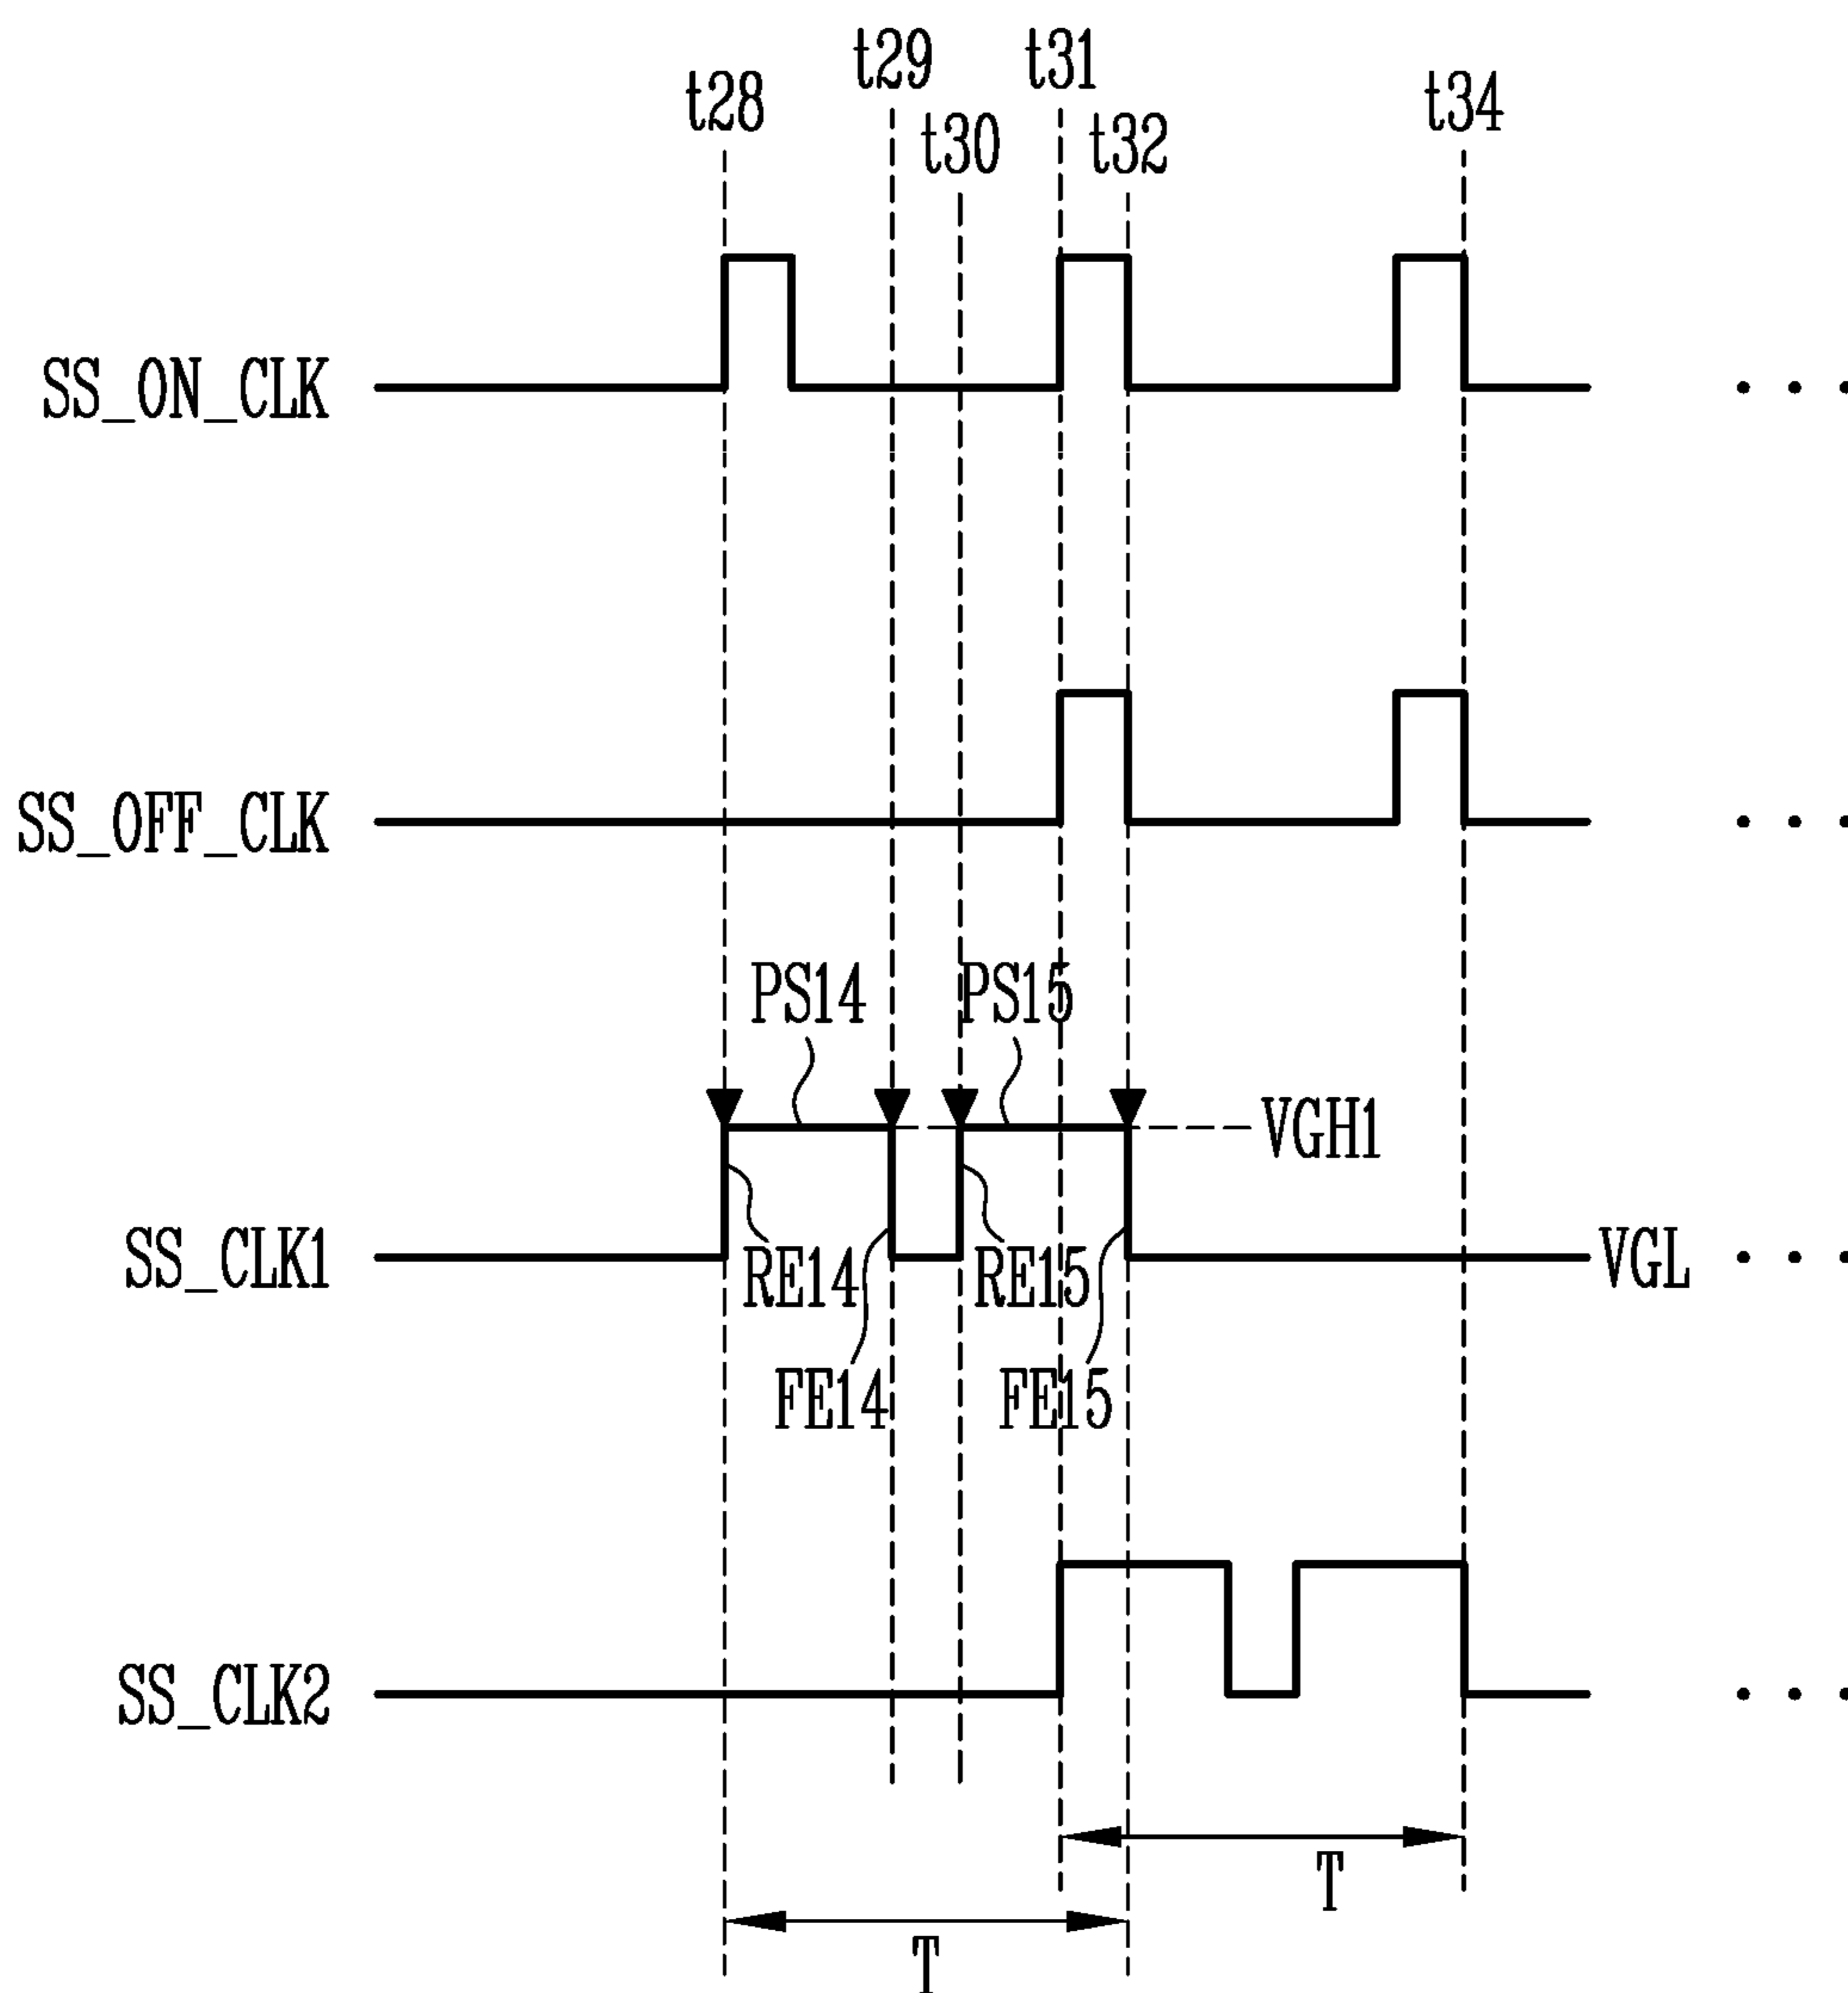 t28
t29
t30
t31
t32
t34
SS_ON_CLK
SS_OFF_CLK
PS14
PS15
VGH1
SS_CLK1
RE14
RE15
VGL
FE14
FE15
SS_CLK2
T
T